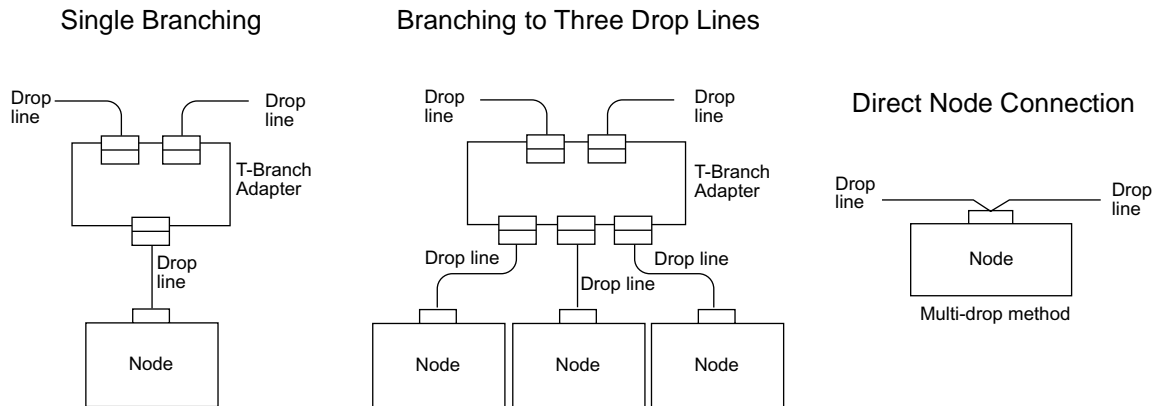 Single Branching
Drop
line
Drop
line
T-Branch
Adapter
Drop
line
Node
Branching to Three Drop Lines
Drop
line
Drop
line
T-Branch
Adapter
Drop line
Drop line
Drop line
Node
Node
Node
Direct Node Connection
Drop
line
Drop
line
Node
Multi-drop method